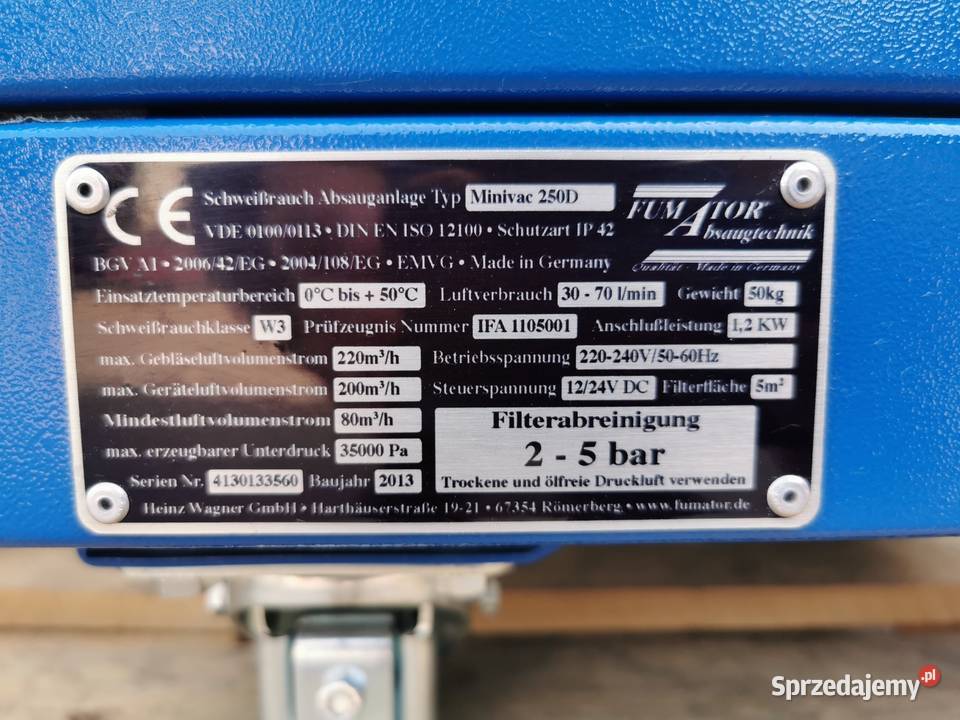 CE Schweißrauch Absauganlage Typ Minivac 250D
FUMATOR
Absaugtechnik
Qualität - Made in Germany
VDE 0100/0113 • DIN EN ISO 12100 • Schutzart IP 42
BGV A1 • 2006/42/EG • 2004/108/EG • EMVG • Made in Germany
Einsatztemperaturbereich 0°C bis + 50°C Luftverbrauch 30 - 70 l/min Gewicht 50kg
Schweißrauchklasse W3 Prüfzeugnis Nummer IFA 1105001 Anschlußleistung 1,2 KW
max. Gebläseluftvolumenstrom 220m³/h Betriebsspannung 220-240V/50-60Hz
max. Geräteluftvolumenstrom 200m³/h Steuerspannung 12/24V DC Filterfläche 5m²
Mindestluftvolumenstrom 80m³/h
max. erzeugbarer Unterdruck 35000 Pa
Filterabreinigung
2 - 5 bar
Trockene und ölfreie Druckluft verwenden
Serien Nr. 4130133560 Baujahr 2013
Heinz Wagner GmbH • Harthäuserstraße 19-21 • 67354 Römerberg • www.fumator.de
Sprzedajemy.pl